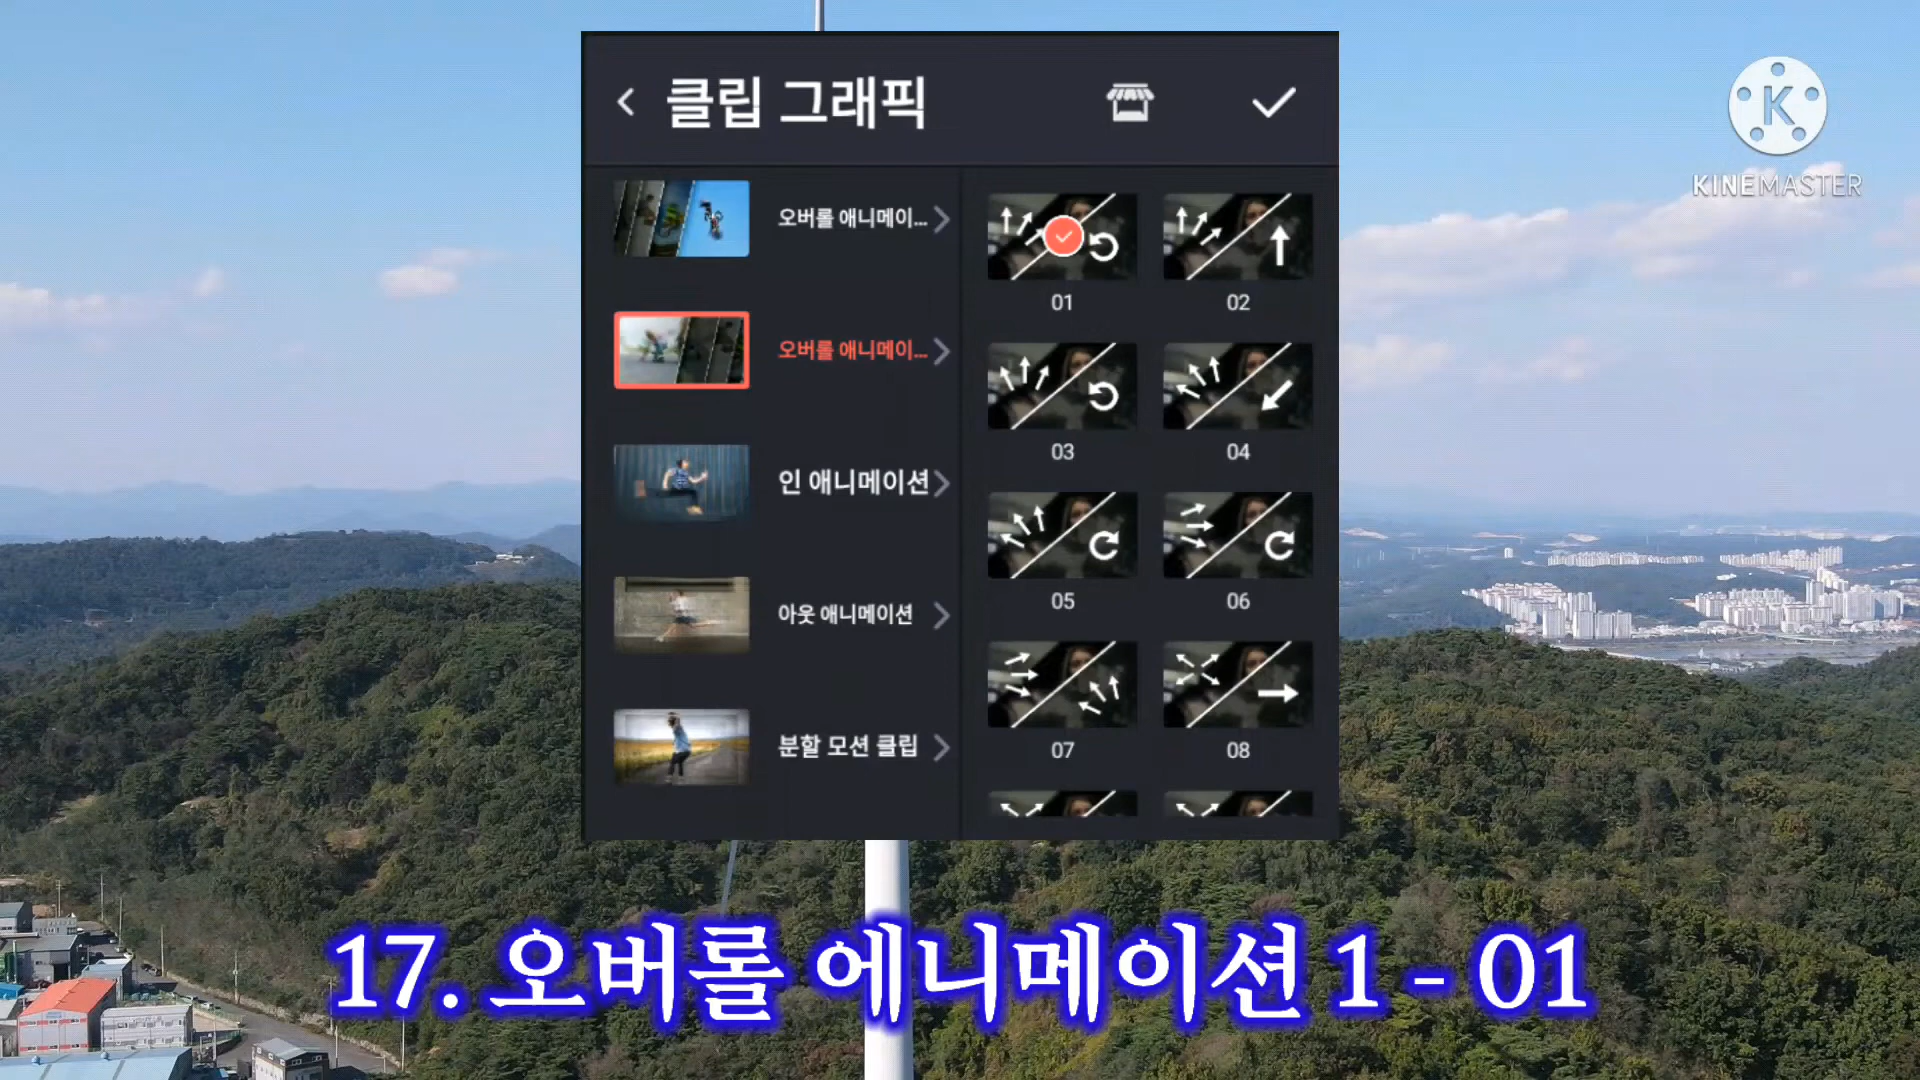 클립 그래픽
K
KINEMASTER
오버롤 애니메이...
오버롤 애니메이...
인 애니메이션
아웃 애니메이션
분할 모션 클립
01
02
03
04
05
06
07
08
17. 오버롤 에니메이션 1 - 01